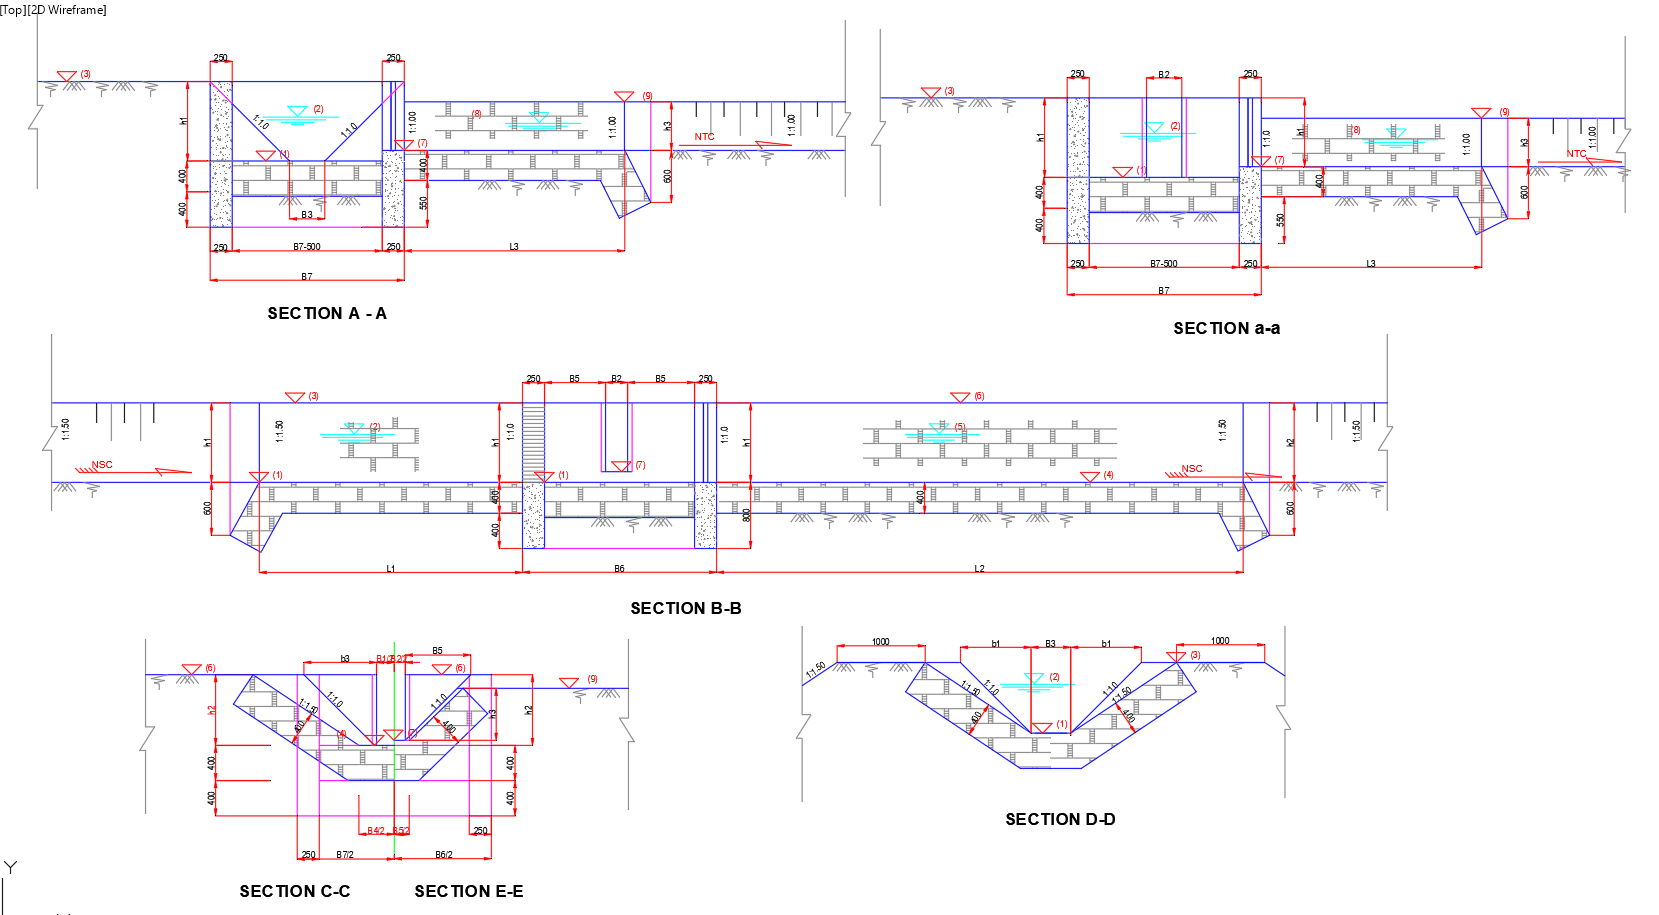 [Top][2D Wireframe]
250
250
(3)
(2)
(8)
(9)
h1
1:1.0
1:1.0
1:1.00
1:1.00
h3
NTC
1:1.00
(1)
(7)
400
400
600
400
550
B3
250
B7-500
250
L3
B7
SECTION A - A
250
B2
250
(3)
(2)
(8)
(9)
h1
h1
1:1.0
1:1.00
h3
NTC
1:1.00
(1)
(7)
400
400
600
400
550
250
B7-500
250
L3
B7
SECTION a-a
250
B5
B2
B5
250
(3)
(6)
1:1.50
h1
1:1.50
(2)
h1
1:1.0
1:1.0
h1
(5)
1:1.50
h2
1:1.50
NSC
(1)
(1)
(7)
(4)
NSC
600
400
400
400
800
600
L1
B6
L2
SECTION B-B
b3
B1/2
B2/2
B5
(6)
(6)
(9)
h2
1:1.50
1:1.0
1:1.0
h3
h2
400
400
(4)
400
400
400
400
B4/2
B5/2
250
250
B7/2
B6/2
SECTION C-C
SECTION E-E
1000
b1
B3
b1
1000
1:1.50
(3)
(2)
1:1.50
1:1.0
1:1.0
1:1.50
400
400
(1)
SECTION D-D
Y